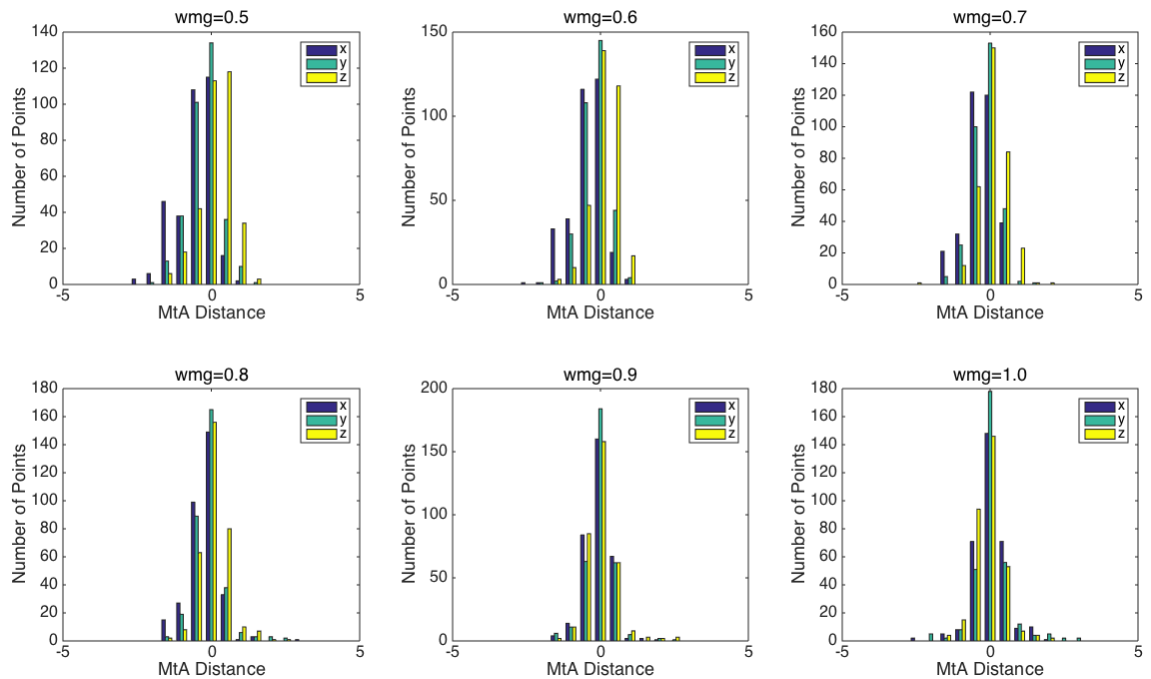 wmg=0.5
140
120
100
80
60
40
20
0
-5
0
5
Number of Points
MtA Distance
x
y
z
wmg=0.6
150
100
50
0
-5
0
5
Number of Points
MtA Distance
x
y
z
wmg=0.7
160
140
120
100
80
60
40
20
0
-5
0
5
Number of Points
MtA Distance
x
y
z
wmg=0.8
180
160
140
120
100
80
60
40
20
0
-5
0
5
Number of Points
MtA Distance
x
y
z
wmg=0.9
200
150
100
50
0
-5
0
5
Number of Points
MtA Distance
x
y
z
wmg=1.0
180
160
140
120
100
80
60
40
20
0
-5
0
5
Number of Points
MtA Distance
x
y
z